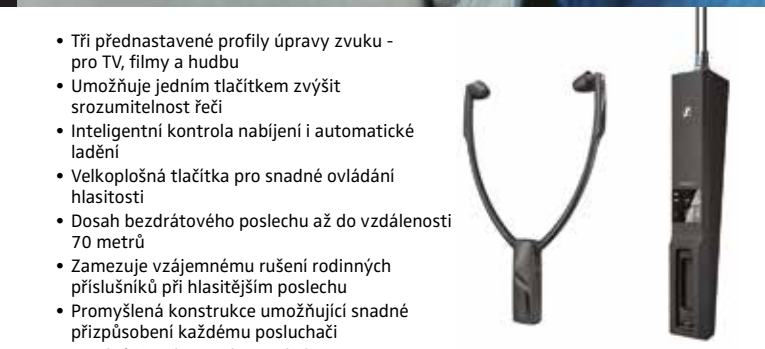 • Tři přednastavené profily úpravy zvuku -
pro TV, filmy a hudbu
• Umožňuje jedním tlačítkem zvýšit
srozumitelnost řeči
• Inteligentní kontrola nabíjení i automatické
ladění
• Velkoplošná tlačítka pro snadné ovládání
hlasitosti
• Dosah bezdrátového poslechu až do vzdálenosti
70 metrů
• Zamezuje vzájemnému rušení rodinných
příslušníků při hlasitějším poslechu
• Promyšlená konstrukce umožňující snadné
přizpůsobení každému posluchači